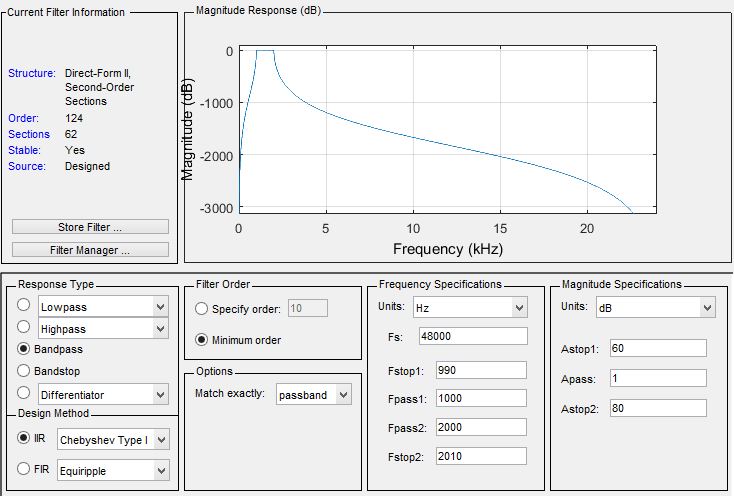 Current Filter Information
Structure: Direct-Form II,
Second-Order
Sections
Order: 124
Sections 62
Stable: Yes
Source: Designed
Store Filter ...
Filter Manager ...
Magnitude Response (dB)
Magnitude (dB)
0
-1000
-2000
-3000
0 5 10 15 20
Frequency (kHz)
Response Type
Lowpass
Highpass
Bandpass
Bandstop
Differentiator
Design Method
IIR Chebyshev Type I
FIR Equiripple
Filter Order
Specify order: 10
Minimum order
Options
Match exactly: passband
Frequency Specifications
Units: Hz
Fs: 48000
Fstop1: 990
Fpass1: 1000
Fpass2: 2000
Fstop2: 2010
Magnitude Specifications
Units: dB
Astop1: 60
Apass: 1
Astop2: 80